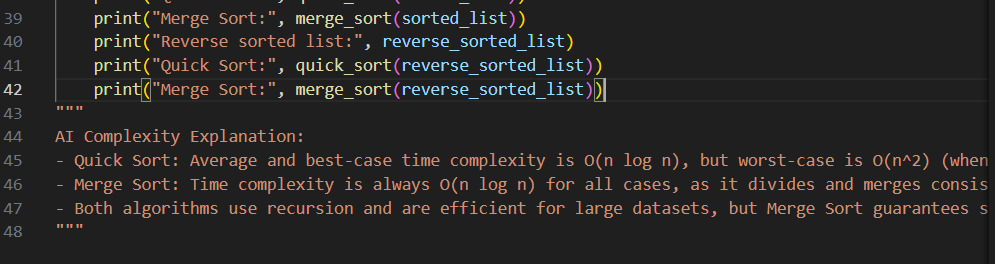 39 print("Merge Sort:", merge_sort(sorted_list))
40 print("Reverse sorted list:", reverse_sorted_list)
41 print("Quick Sort:", quick_sort(reverse_sorted_list))
42 print("Merge Sort:", merge_sort(reverse_sorted_list))
43 """
44 AI Complexity Explanation:
45 - Quick Sort: Average and best-case time complexity is O(n log n), but worst-case is O(n^2) (when
46 - Merge Sort: Time complexity is always O(n log n) for all cases, as it divides and merges consis
47 - Both algorithms use recursion and are efficient for large datasets, but Merge Sort guarantees s
48 """